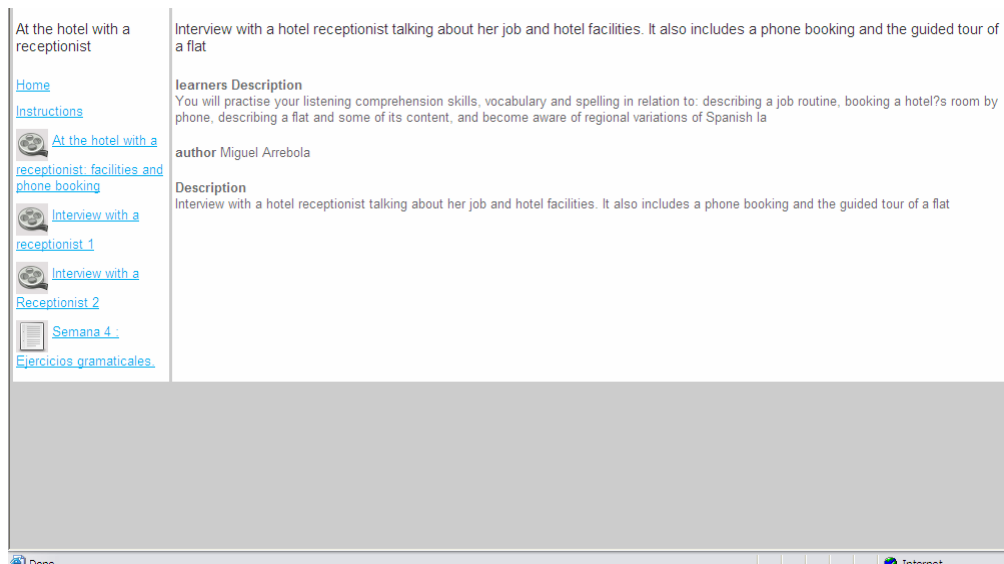 At the hotel with a
receptionist
Home
Instructions
At the hotel with a
receptionist: facilities and
phone booking
Interview with a
receptionist 1
Interview with a
Receptionist 2
Semana 4 :
Ejercicios gramaticales.
Interview with a hotel receptionist talking about her job and hotel facilities. It also includes a phone booking and the guided tour of
a flat
learners Description
You will practise your listening comprehension skills, vocabulary and spelling in relation to: describing a job routine, booking a hotel?s room by
phone, describing a flat and some of its content, and become aware of regional variations of Spanish la
author Miguel Arrebola
Description
Interview with a hotel receptionist talking about her job and hotel facilities. It also includes a phone booking and the guided tour of a flat
Done
Internet